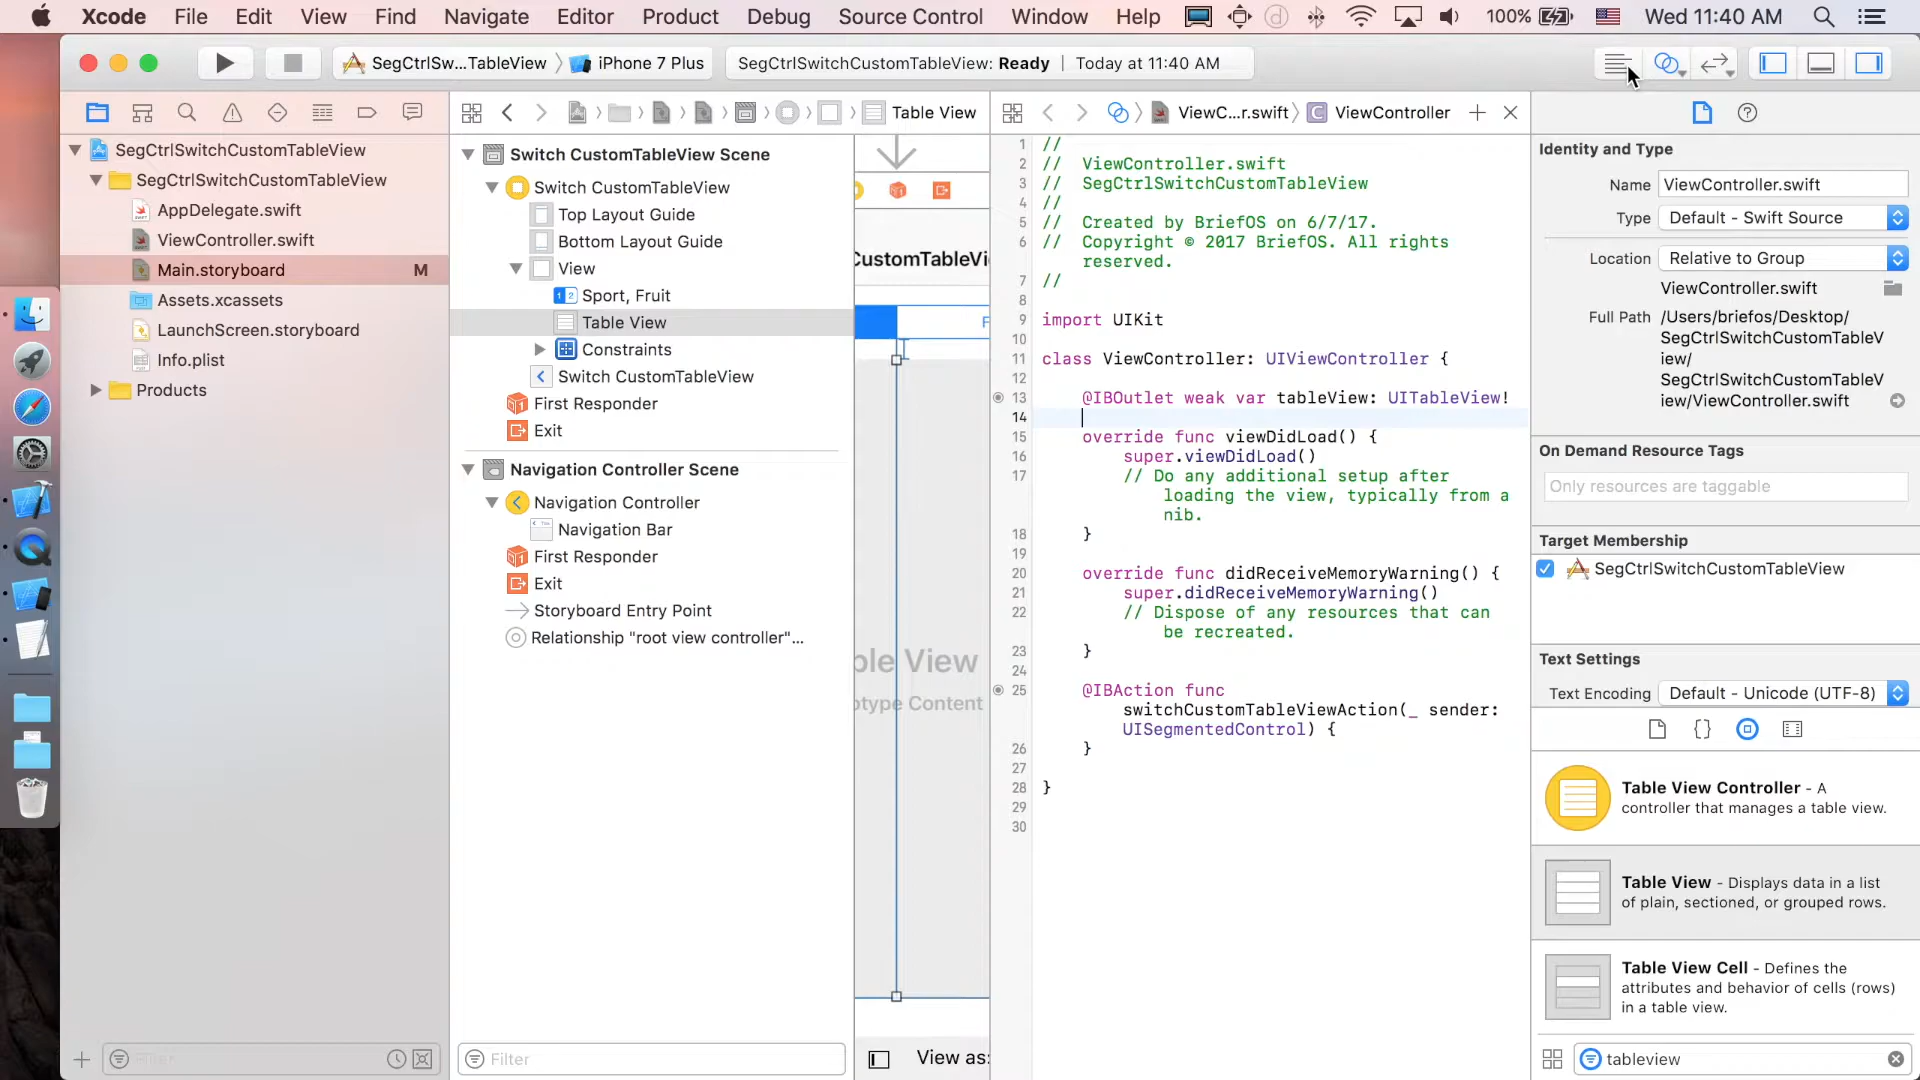 Xcode File Edit View Find Navigate Editor Product Debug Source Control Window Help 100% Wed 11:40 AM
SegCtrlSw...TableView iPhone 7 Plus SegCtrlSwitchCustomTableView: Ready | Today at 11:40 AM
Table View
ViewC...r.swift ViewController
SegCtrlSwitchCustomTableView
SegCtrlSwitchCustomTableView
AppDelegate.swift
ViewController.swift
Main.storyboard M
Assets.xcassets
LaunchScreen.storyboard
Info.plist
Products
Filter
Switch CustomTableView Scene
Switch CustomTableView
Top Layout Guide
Bottom Layout Guide
View
Sport, Fruit
Table View
Constraints
Switch CustomTableView
First Responder
Exit
Navigation Controller Scene
Navigation Controller
Navigation Bar
First Responder
Exit
Storyboard Entry Point
Relationship "root view controller"...
Filter
CustomTableVi
F
ble View
otype Content
View as:
1 //
2 // ViewController.swift
3 // SegCtrlSwitchCustomTableView
4 //
5 // Created by BriefOS on 6/7/17.
6 // Copyright © 2017 BriefOS. All rights
reserved.
7 //
8
9 import UIKit
10
11 class ViewController: UIViewController {
12
13 @IBOutlet weak var tableView: UITableView!
14
15 override func viewDidLoad() {
16 super.viewDidLoad()
17 // Do any additional setup after
loading the view, typically from a
nib.
18 }
19
20 override func didReceiveMemoryWarning() {
21 super.didReceiveMemoryWarning()
22 // Dispose of any resources that can
be recreated.
23 }
24
25 @IBAction func
switchCustomTableViewAction(_ sender:
UISegmentedControl) {
26 }
27
28 }
29
30
Identity and Type
Name ViewController.swift
Type Default - Swift Source
Location Relative to Group
ViewController.swift
Full Path /Users/briefos/Desktop/
SegCtrlSwitchCustomTableV
iew/
SegCtrlSwitchCustomTableV
iew/ViewController.swift
On Demand Resource Tags
Only resources are taggable
Target Membership
SegCtrlSwitchCustomTableView
Text Settings
Text Encoding Default - Unicode (UTF-8)
Table View Controller - A
controller that manages a table view.
Table View - Displays data in a list
of plain, sectioned, or grouped rows.
Table View Cell - Defines the
attributes and behavior of cells (rows)
in a table view.
tableview